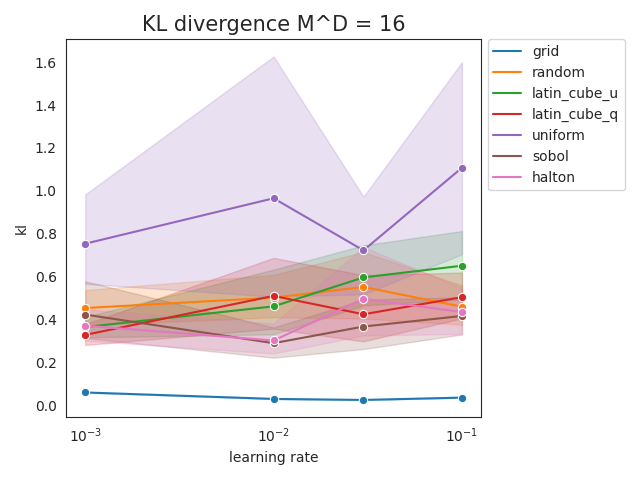 KL divergence M^D = 16
kl
1.6
1.4
1.2
1.0
0.8
0.6
0.4
0.2
0.0
10⁻³
10⁻²
10⁻¹
learning rate
grid
random
latin_cube_u
latin_cube_q
uniform
sobol
halton